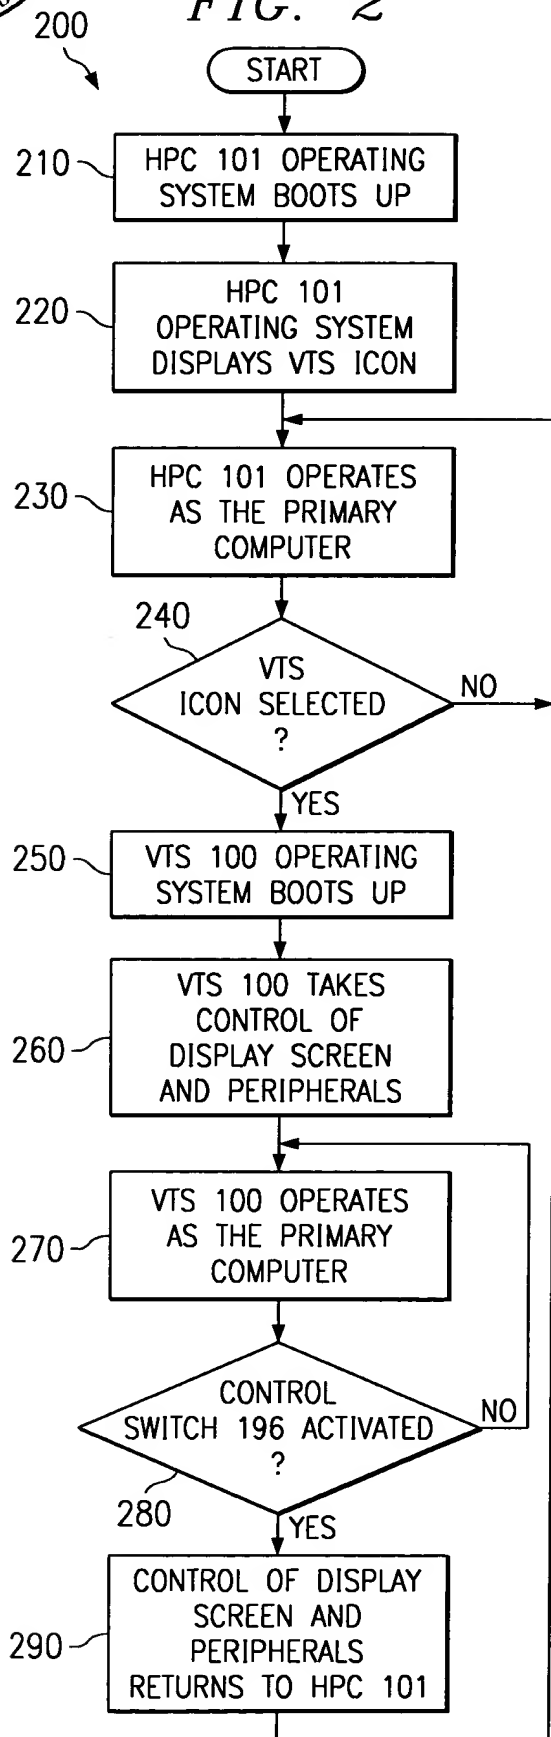 FIG. 2
200
START
210
HPC 101 OPERATING
SYSTEM BOOTS UP
220
HPC 101
OPERATING SYSTEM
DISPLAYS VTS ICON
230
HPC 101 OPERATES
AS THE PRIMARY
COMPUTER
240
VTS
ICON SELECTED
?
NO
YES
250
VTS 100 OPERATING
SYSTEM BOOTS UP
260
VTS 100 TAKES
CONTROL OF
DISPLAY SCREEN
AND PERIPHERALS
270
VTS 100 OPERATES
AS THE PRIMARY
COMPUTER
CONTROL
SWITCH 196 ACTIVATED
?
NO
280
YES
290
CONTROL OF DISPLAY
SCREEN AND
PERIPHERALS
RETURNS TO HPC 101